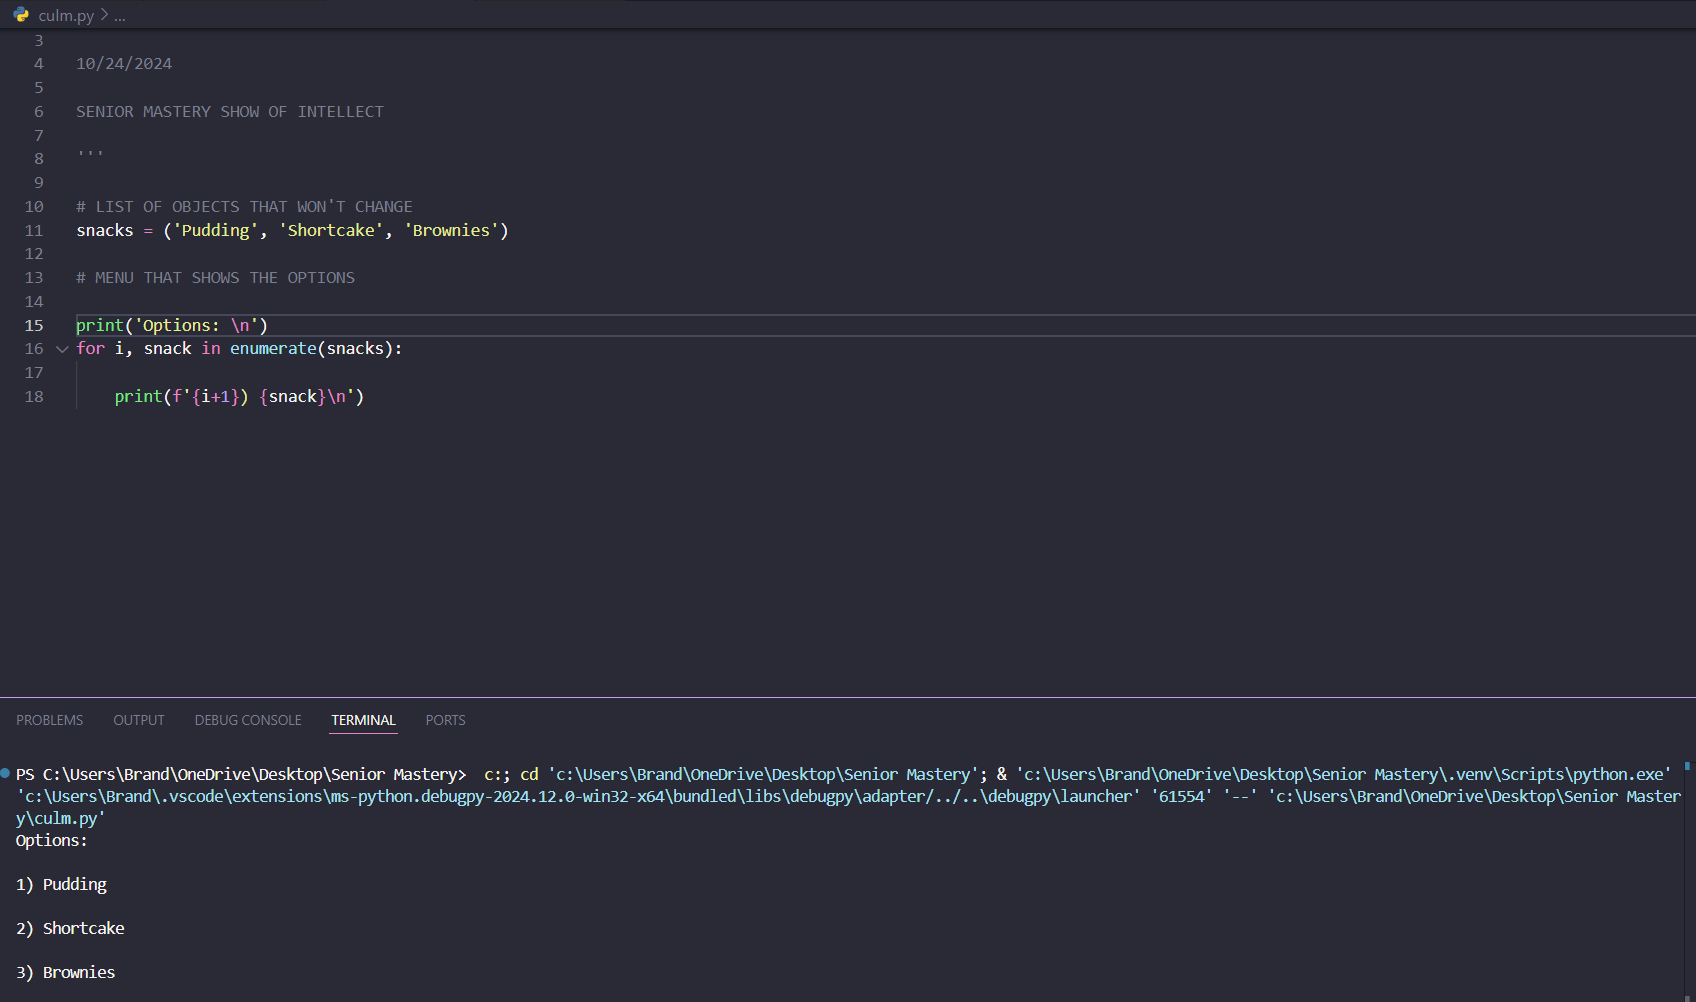 culm.py > ...
3
4 10/24/2024
5
6 SENIOR MASTERY SHOW OF INTELLECT
7
8 '''
9
10 # LIST OF OBJECTS THAT WON'T CHANGE
11 snacks = ('Pudding', 'Shortcake', 'Brownies')
12
13 # MENU THAT SHOWS THE OPTIONS
14
15 print('Options: \n')
16 for i, snack in enumerate(snacks):
17
18     print(f'{i+1}) {snack}\n')
PROBLEMS OUTPUT DEBUG CONSOLE TERMINAL PORTS
PS C:\Users\Brand\OneDrive\Desktop\Senior Mastery>  c:; cd 'c:\Users\Brand\OneDrive\Desktop\Senior Mastery'; & 'c:\Users\Brand\OneDrive\Desktop\Senior Mastery\.venv\Scripts\python.exe'
'c:\Users\Brand\.vscode\extensions\ms-python.debugpy-2024.12.0-win32-x64\bundled\libs\debugpy\adapter/../..\debugpy\launcher' '61554' '--' 'c:\Users\Brand\OneDrive\Desktop\Senior Master
y\culm.py'
Options:
1) Pudding
2) Shortcake
3) Brownies